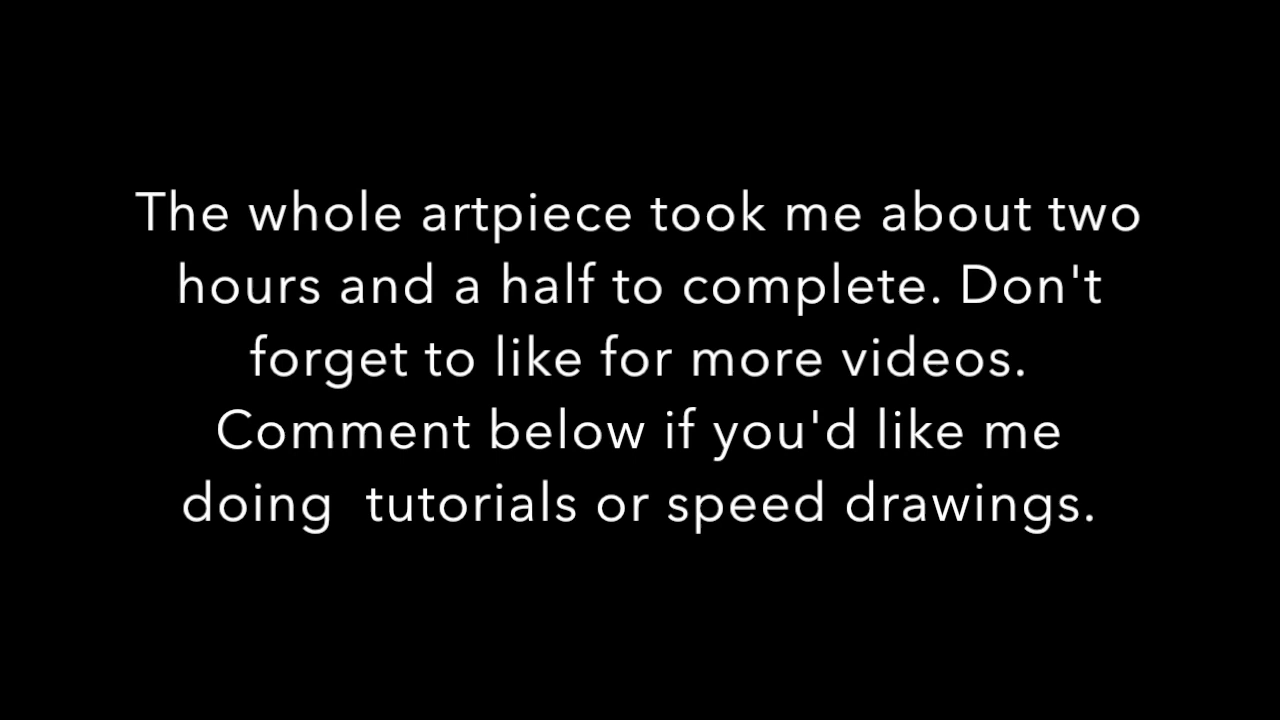 The whole artpiece took me about two
hours and a half to complete. Don't
forget to like for more videos.
Comment below if you'd like me
doing  tutorials or speed drawings.